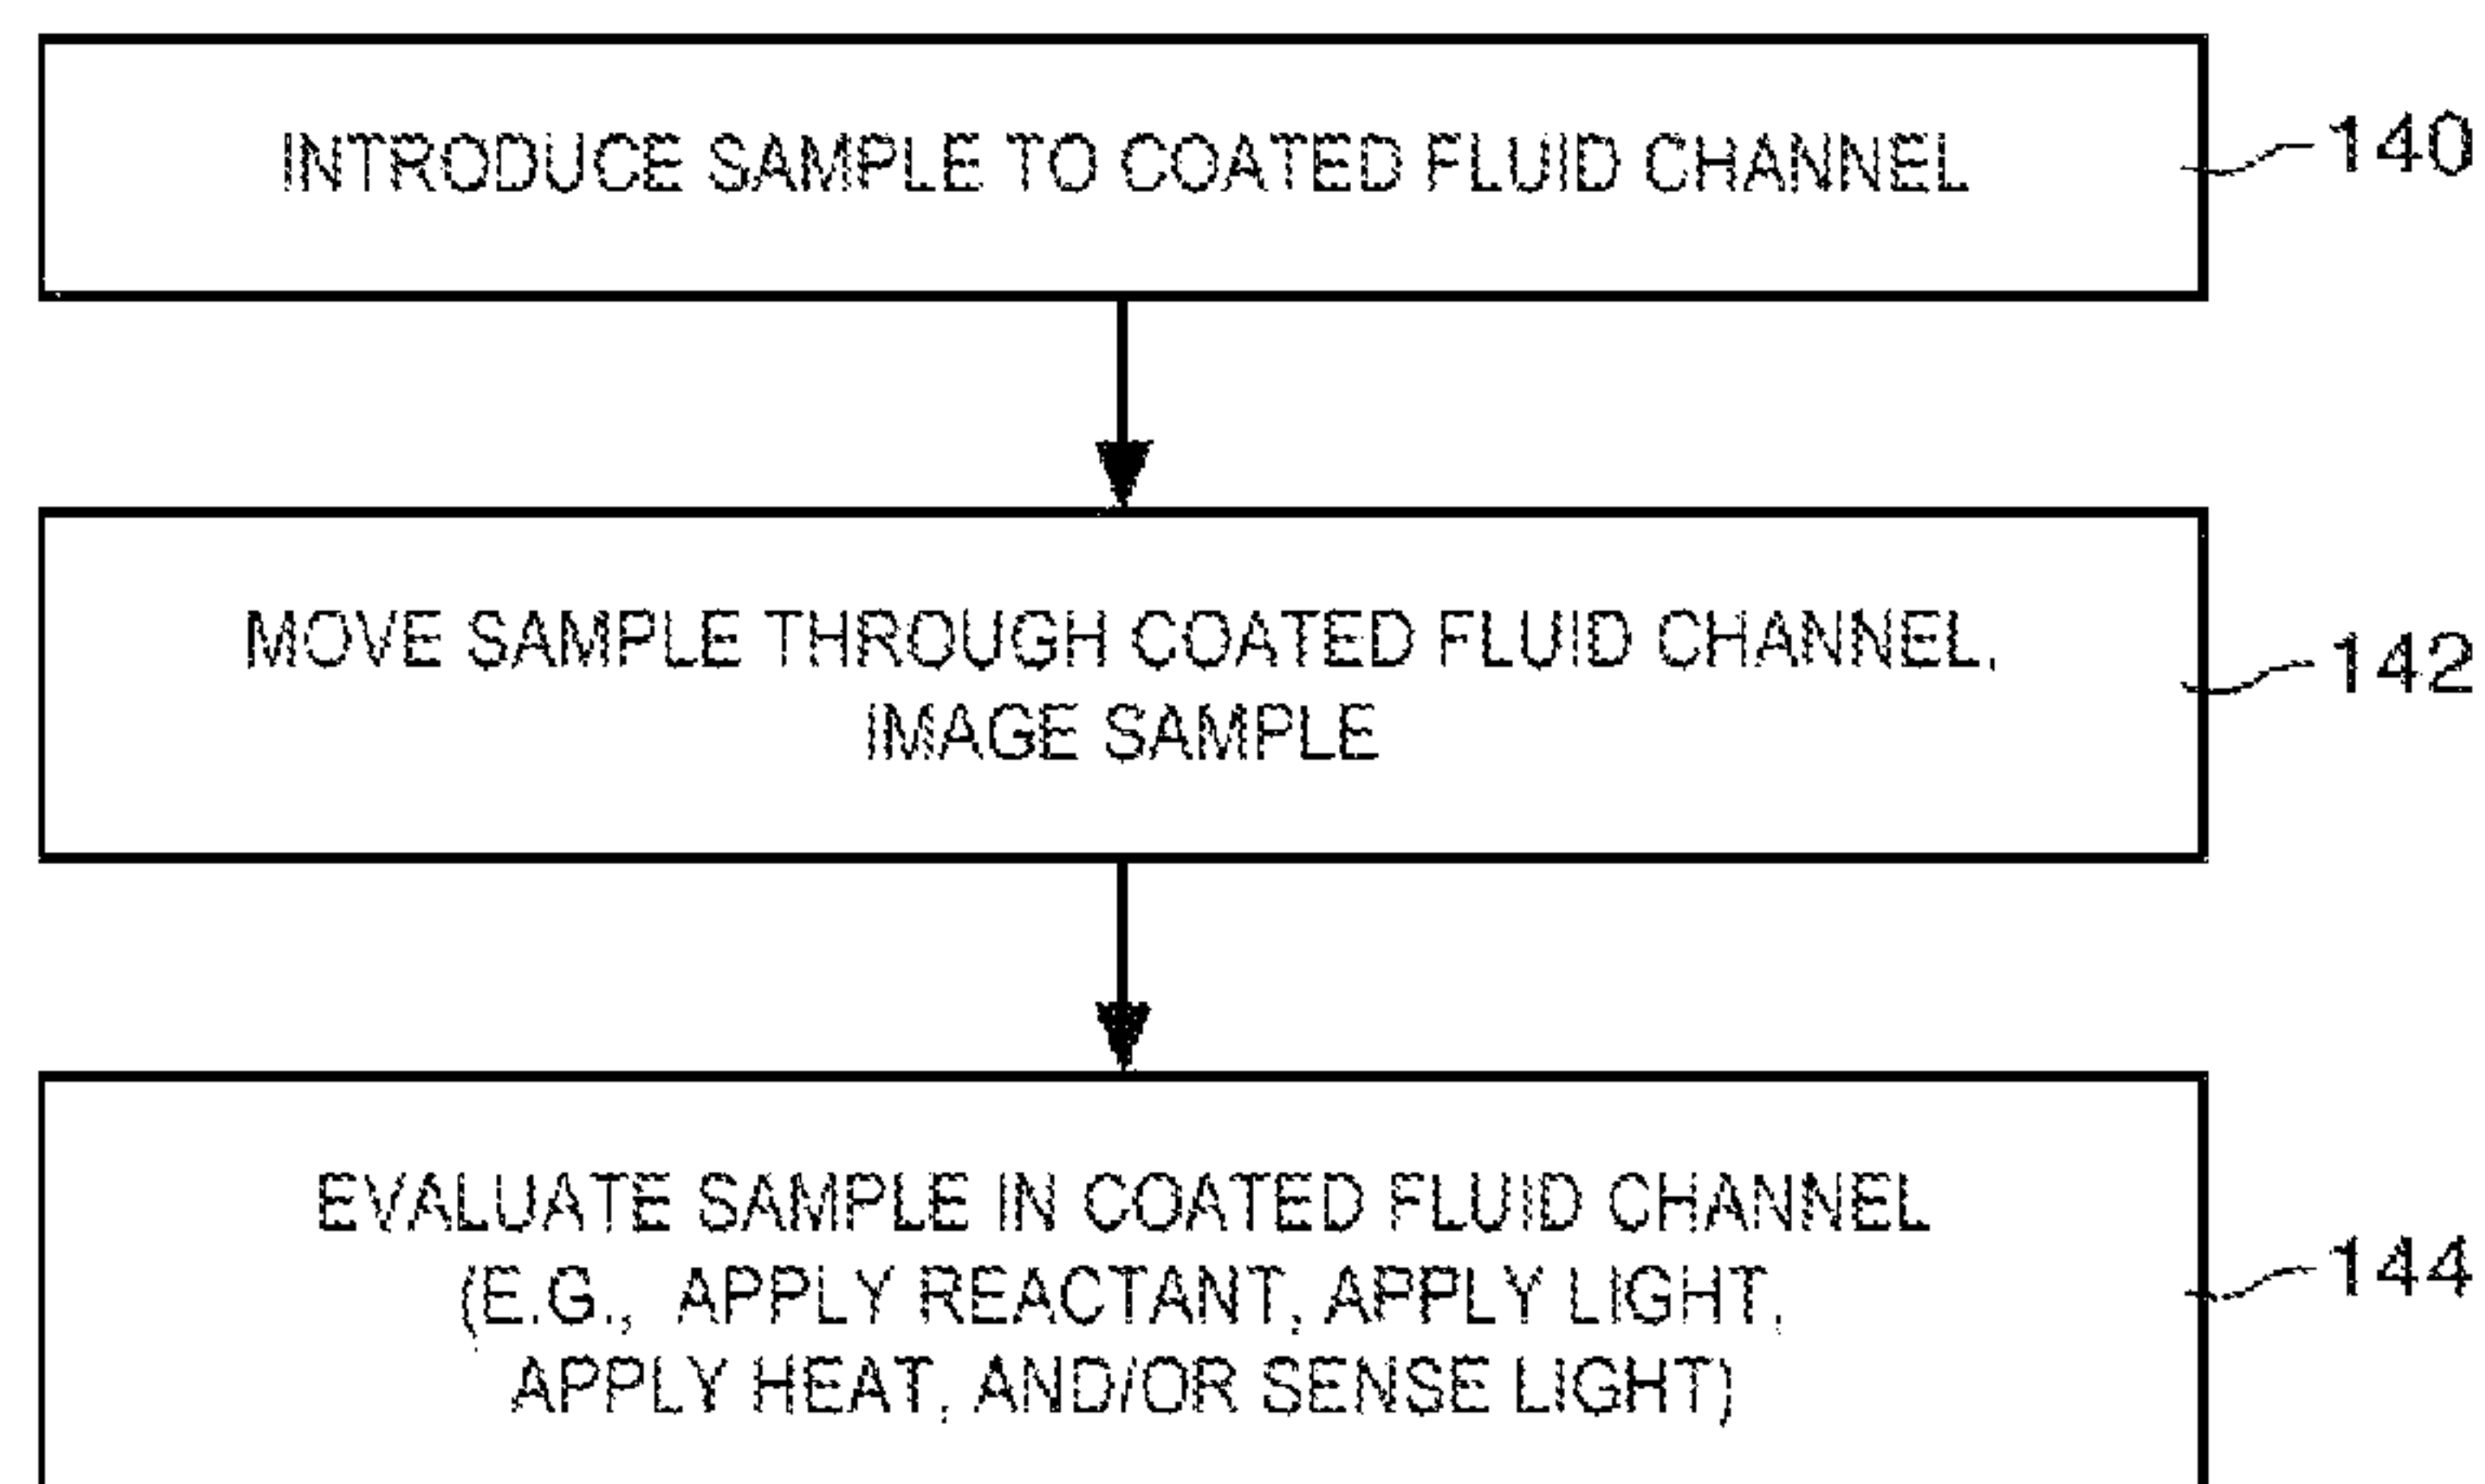 INTRODUCE SAMPLE TO COATED FLUID CHANNEL
140
MOVE SAMPLE THROUGH COATED FLUID CHANNEL,
IMAGE SAMPLE
142
EVALUATE SAMPLE IN COATED FLUID CHANNEL
(E.G., APPLY REACTANT, APPLY LIGHT,
APPLY HEAT, AND/OR SENSE LIGHT)
144